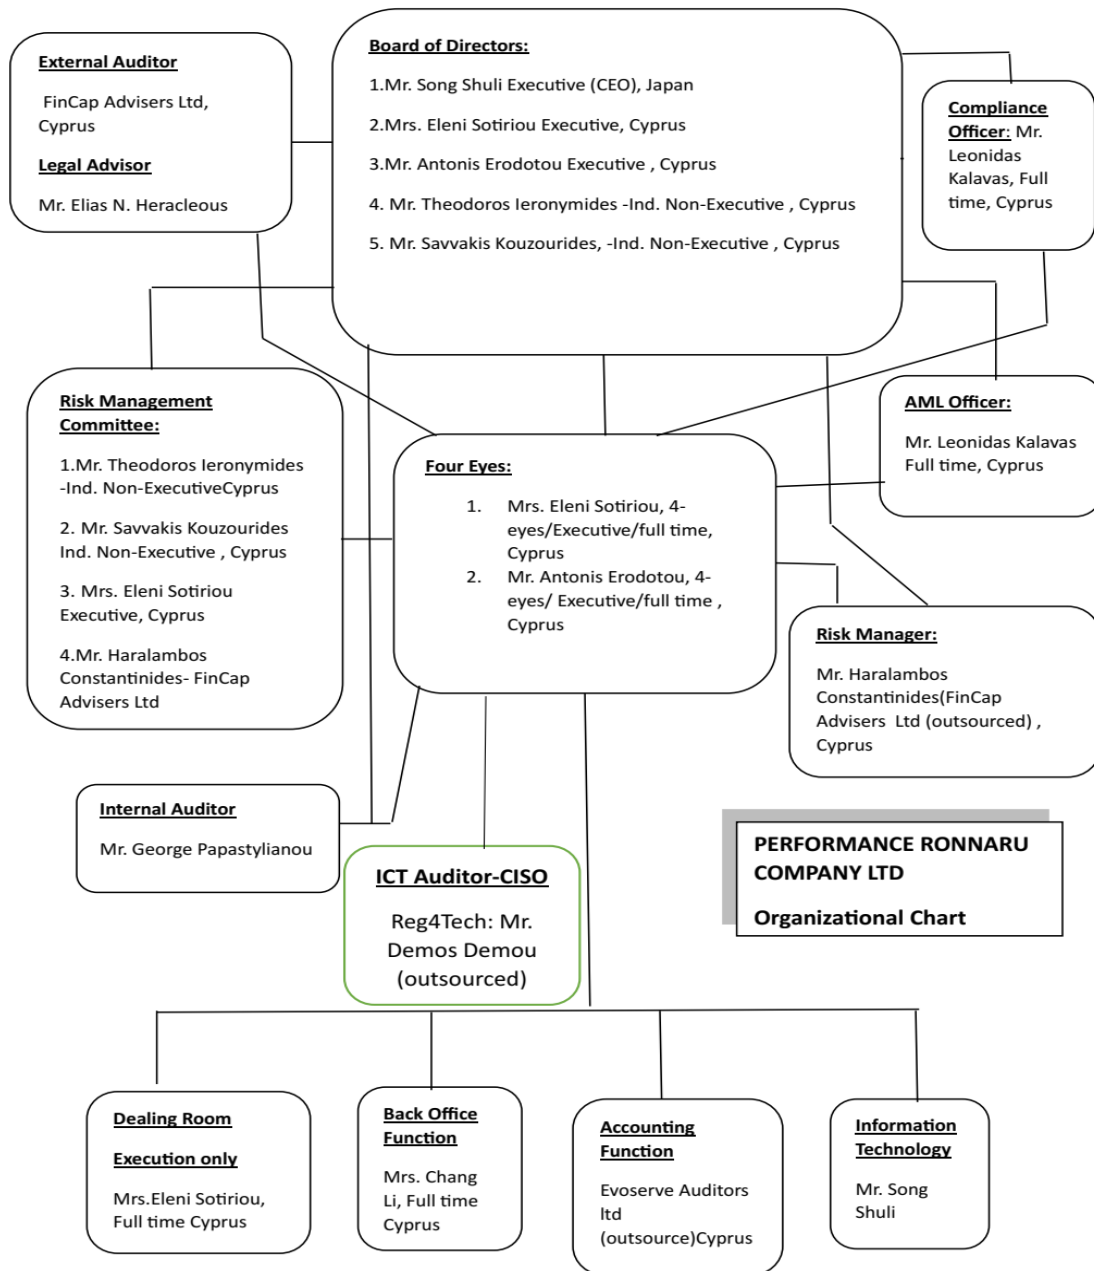 External Auditor
FinCap Advisers Ltd,
Cyprus
Legal Advisor
Mr. Elias N. Heracleous
Board of Directors:
1.Mr. Song Shuli Executive (CEO), Japan
2.Mrs. Eleni Sotiriou Executive, Cyprus
3.Mr. Antonis Erodotou Executive , Cyprus
4. Mr. Theodoros Ieronymides -Ind. Non-Executive , Cyprus
5. Mr. Savvakis Kouzourides, -Ind. Non-Executive , Cyprus
Compliance
Officer: Mr.
Leonidas
Kalavas, Full
time, Cyprus
Risk Management
Committee:
1.Mr. Theodoros Ieronymides
-Ind. Non-ExecutiveCyprus
2. Mr. Savvakis Kouzourides
Ind. Non-Executive , Cyprus
3. Mrs. Eleni Sotiriou
Executive, Cyprus
4.Mr. Haralambos
Constantinides- FinCap
Advisers Ltd
Four Eyes:
1. Mrs. Eleni Sotiriou, 4-
eyes/Executive/full time,
Cyprus
2. Mr. Antonis Erodotou, 4-
eyes/ Executive/full time ,
Cyprus
AML Officer:
Mr. Leonidas Kalavas
Full time, Cyprus
Risk Manager:
Mr. Haralambos
Constantinides(FinCap
Advisers Ltd (outsourced) ,
Cyprus
Internal Auditor
Mr. George Papastylianou
ICT Auditor-CISO
Reg4Tech: Mr.
Demos Demou
(outsourced)
PERFORMANCE RONNARU
COMPANY LTD
Organizational Chart
Dealing Room
Execution only
Mrs.Eleni Sotiriou,
Full time Cyprus
Back Office
Function
Mrs. Chang
Li, Full time
Cyprus
Accounting
Function
Evoserve Auditors
ltd
(outsource)Cyprus
Information
Technology
Mr. Song
Shuli